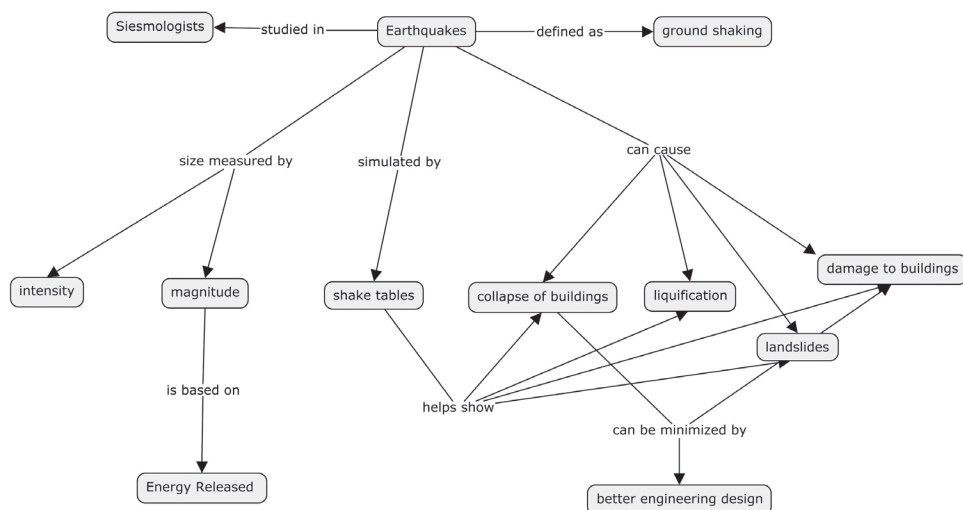 Siesmologists
studied in
Earthquakes
defined as
ground shaking
size measured by
simulated by
can cause
intensity
magnitude
shake tables
collapse of buildings
liquification
damage to buildings
landslides
is based on
helps show
can be minimized by
Energy Released
better engineering design